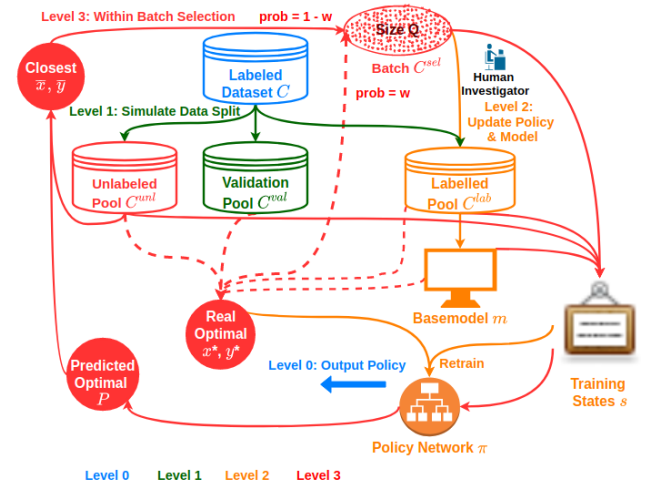 Level 3: Within Batch Selection
prob = 1 - w
Size Q
Closest
x̅, y̅
Labeled
Dataset C
Batch C^sel
Human
Investigator
prob = w
Level 1: Simulate Data Split
Level 2:
Update Policy
& Model
Unlabeled
Pool C^unl
Validation
Pool C^val
Labelled
Pool C^lab
Real
Optimal
x*, y*
Basemodel m
Predicted
Optimal
P
Level 0: Output Policy
Retrain
Training
States s
Policy Network π
Level 0
Level 1
Level 2
Level 3